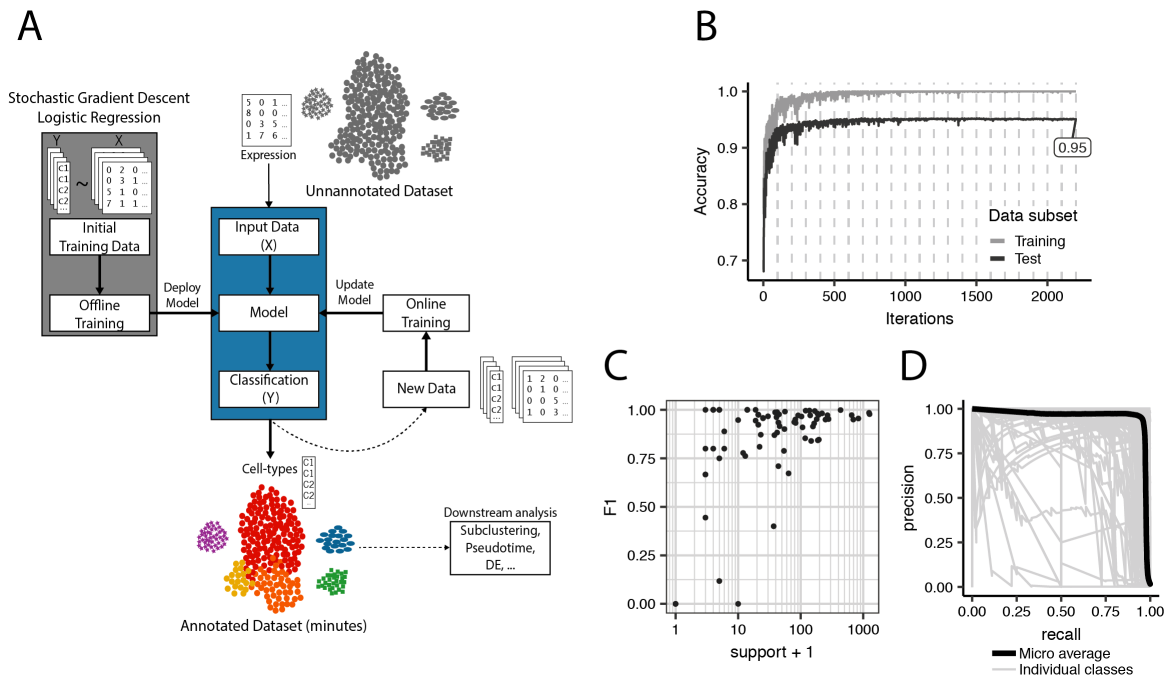 A
Stochastic Gradient Descent
Logistic Regression
Y X
C1
C1
C2
C2
...
~
0 2 0 ...
0 3 1
5 1 0 ...
7 1 1 ...
Initial
Training Data
Offline
Training
Deploy
Model
5 0 1 ...
8 0 0 ...
0 3 5 ...
1 7 6 ...
Expression
Unnannotated Dataset
Input Data
(X)
Model
Classification
(Y)
Update
Model
Online
Training
New Data
C1
C1
C2
C2
...
1 2 0 ...
0 1 0 ...
0 0 5 ...
1 0 3 ...
Cell-types
C1
C1
C2
C2
...
Downstream analysis
Subclustering,
Pseudotime,
DE, ...
Annotated Dataset (minutes)
B
Accuracy
1.0
0.9
0.8
0.7
0.95
Data subset
Training
Test
0 500 1000 1500 2000
Iterations
C
F1
1.00
0.75
0.50
0.25
0.00
1 10 100 1000
support + 1
D
precision
1.00
0.75
0.50
0.25
0.00
0.00 0.25 0.50 0.75 1.00
recall
Micro average
Individual classes